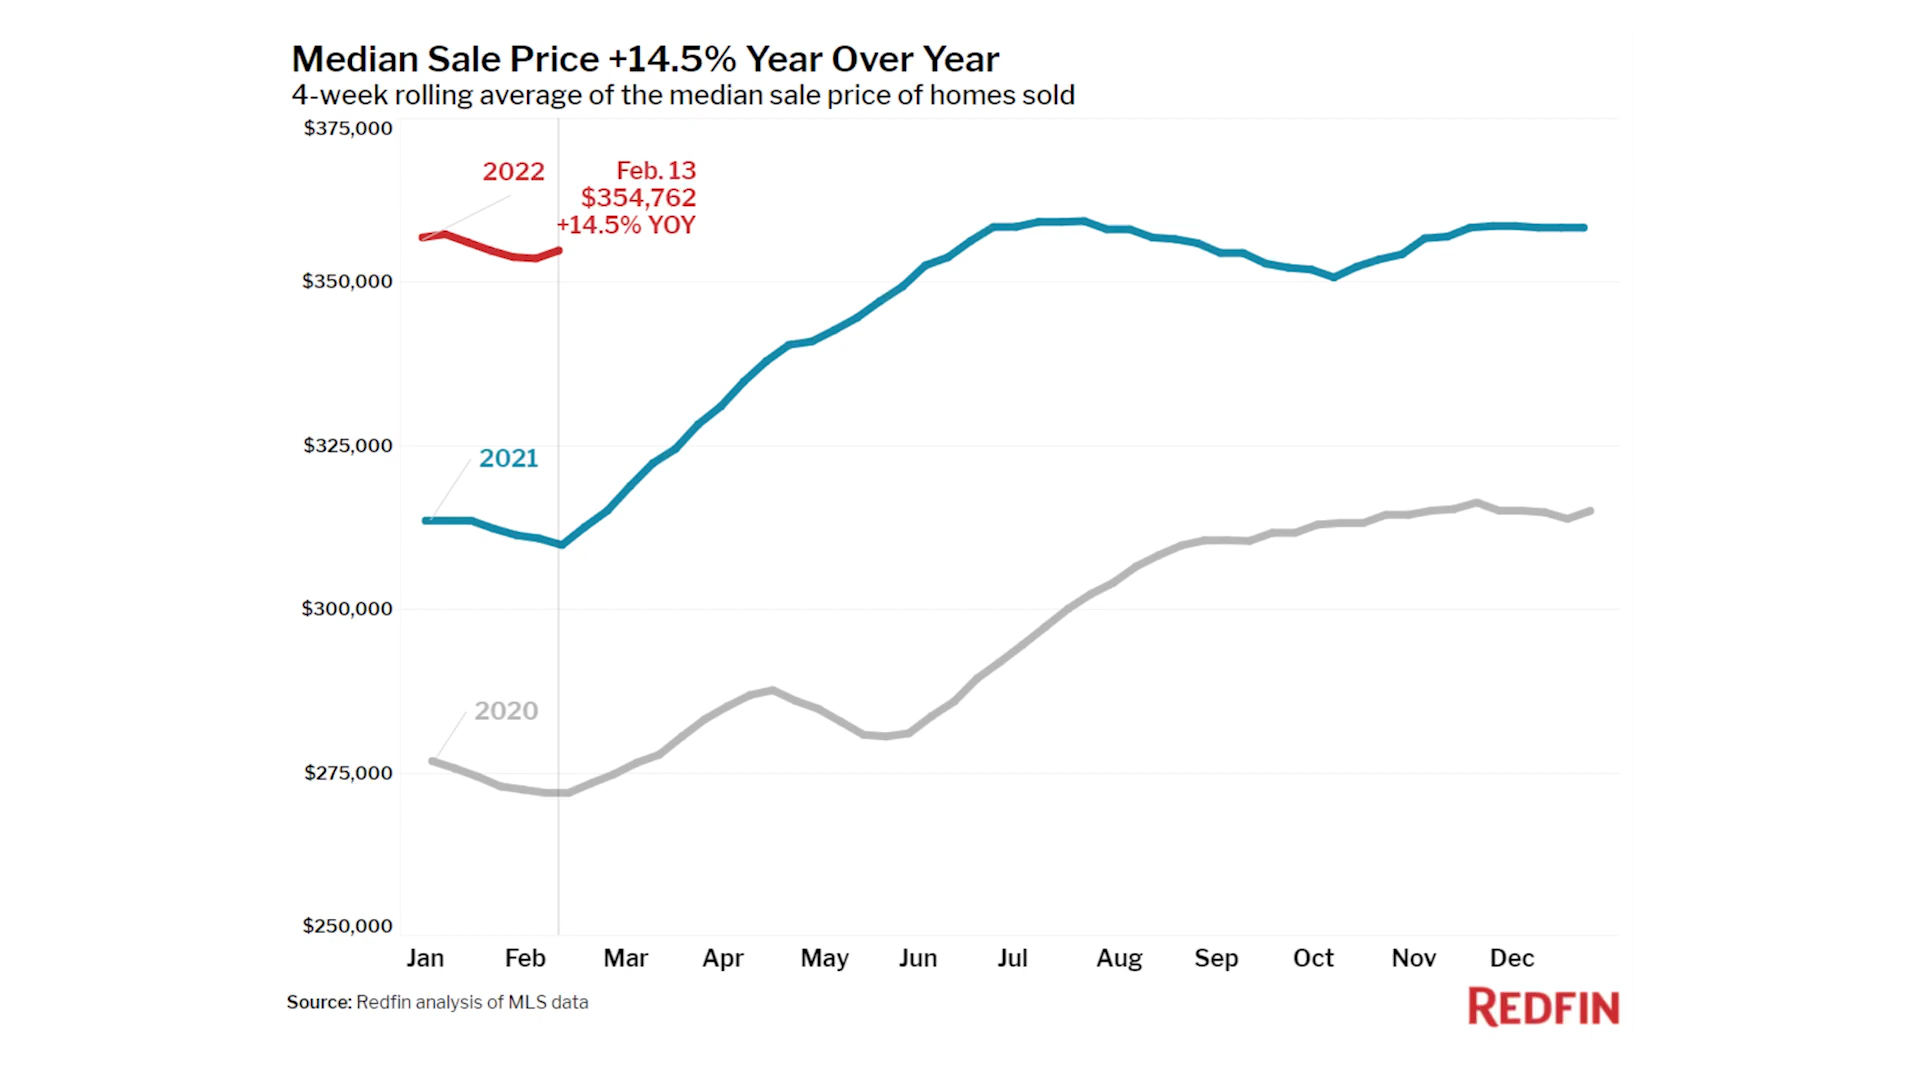 Median Sale Price +14.5% Year Over Year
4-week rolling average of the median sale price of homes sold
$375,000
2022
Feb. 13
$354,762
+14.5% YOY
$350,000
$325,000
2021
$300,000
2020
$275,000
$250,000
Jan Feb Mar Apr May Jun Jul Aug Sep Oct Nov Dec
Source: Redfin analysis of MLS data
REDFIN